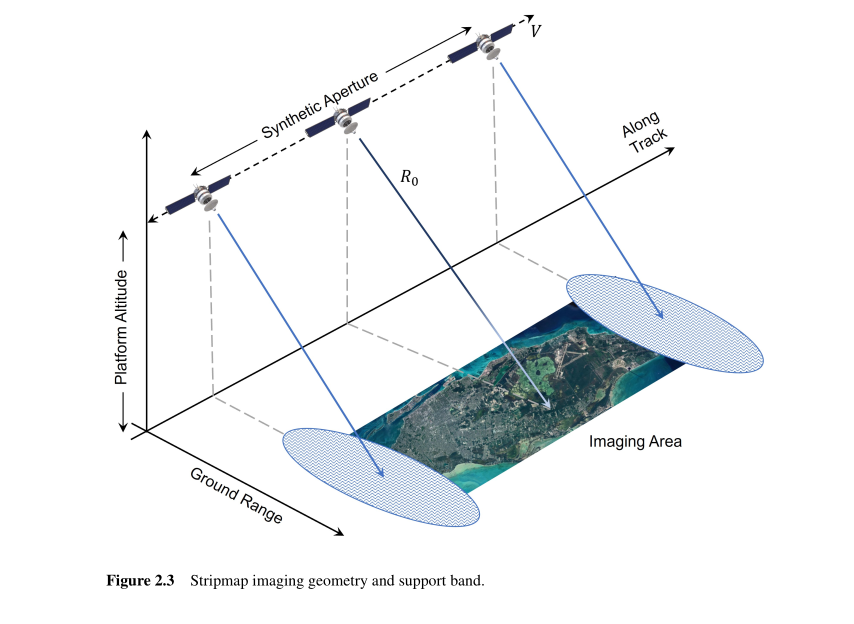 V
Synthetic Aperture
Along
Track
R₀
Platform Altitude
Imaging Area
Ground Range
Figure 2.3 Stripmap imaging geometry and support band.